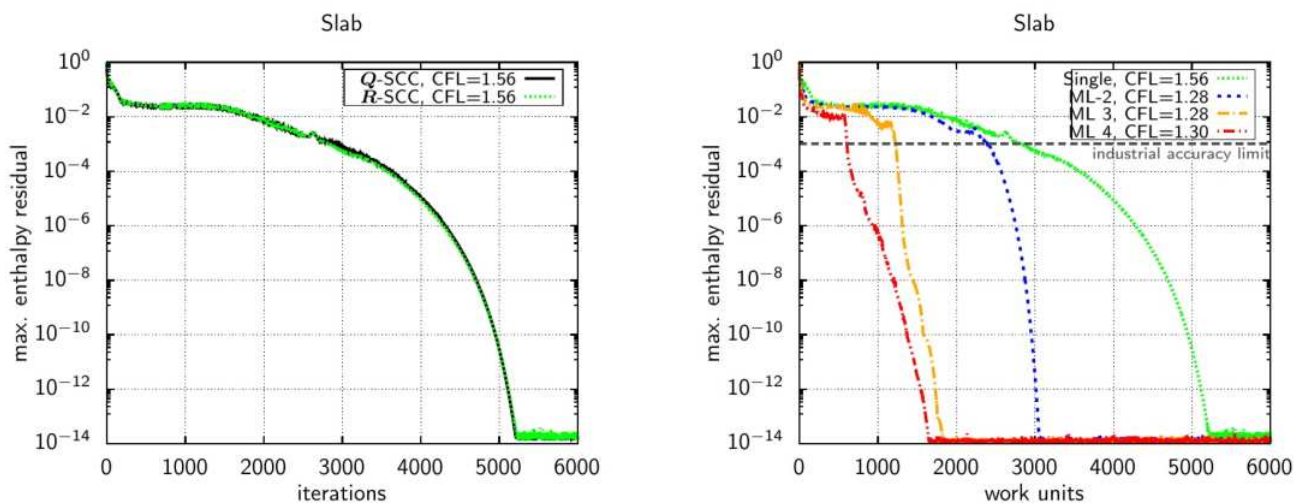 Slab
Q-SCC, CFL=1.56
R-SCC, CFL=1.56
max. enthalpy residual
10^0
10^-2
10^-4
10^-6
10^-8
10^-10
10^-12
10^-14
0 1000 2000 3000 4000 5000 6000
iterations
Slab
Single, CFL=1.56
ML-2, CFL=1.28
ML 3, CFL=1.28
ML 4, CFL=1.30
industrial accuracy limit
max. enthalpy residual
10^0
10^-2
10^-4
10^-6
10^-8
10^-10
10^-12
10^-14
0 1000 2000 3000 4000 5000 6000
work units